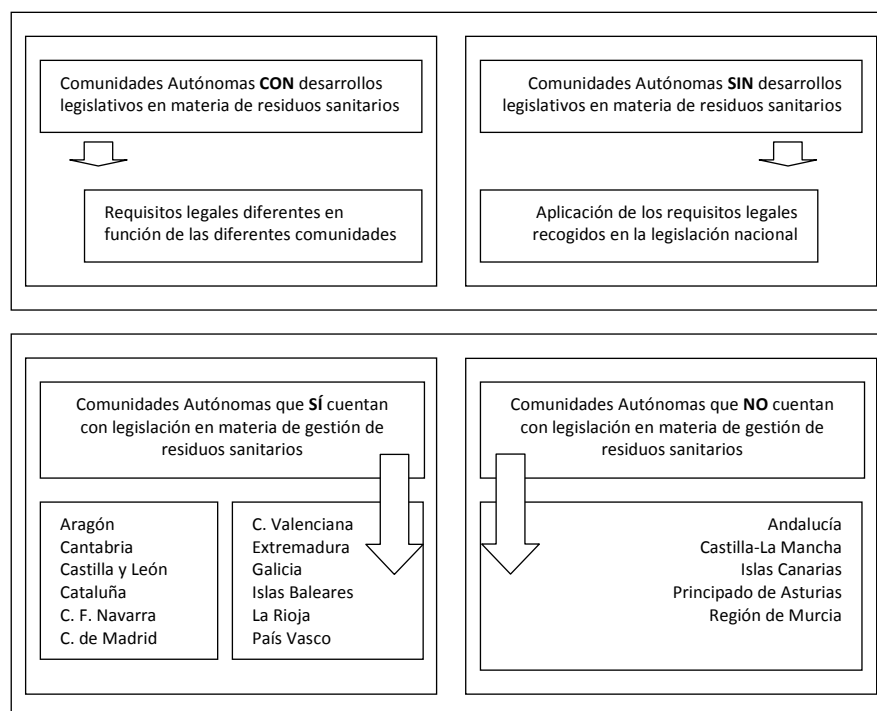 Comunidades Autónomas CON desarrollos
legislativos en materia de residuos sanitarios
Requisitos legales diferentes en
función de las diferentes comunidades
Comunidades Autónomas SIN desarrollos
legislativos en materia de residuos sanitarios
Aplicación de los requisitos legales
recogidos en la legislación nacional
Comunidades Autónomas que SÍ cuentan
con legislación en materia de gestión de
residuos sanitarios
Aragón
Cantabria
Castilla y León
Cataluña
C. F. Navarra
C. de Madrid
C. Valenciana
Extremadura
Galicia
Islas Baleares
La Rioja
País Vasco
Comunidades Autónomas que NO cuentan
con legislación en materia de gestión de
residuos sanitarios
Andalucía
Castilla-La Mancha
Islas Canarias
Principado de Asturias
Región de Murcia